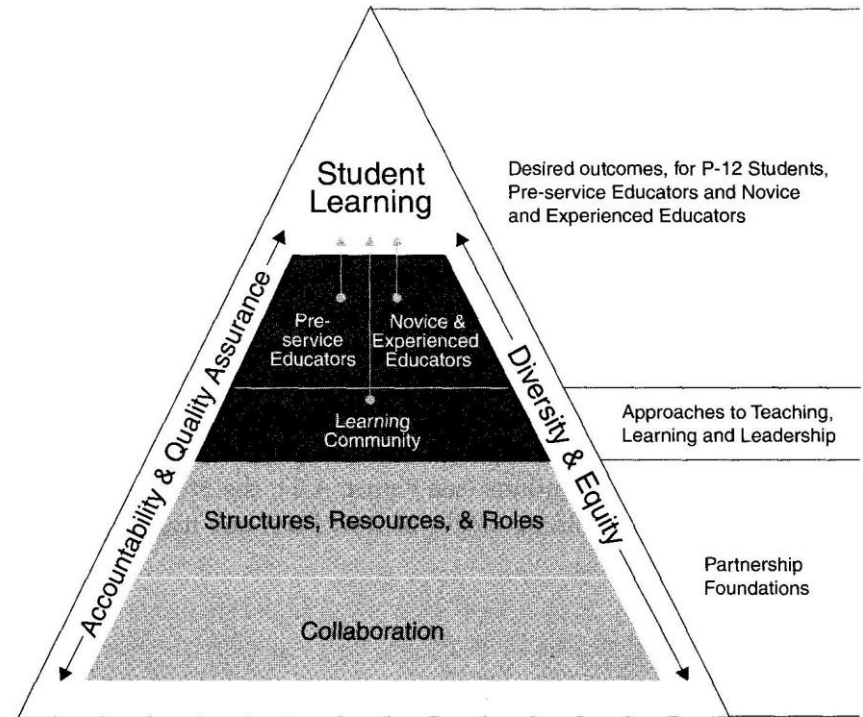 Student
Learning
Desired outcomes, for P-12 Students,
Pre-service Educators and Novice
and Experienced Educators
Accountability & Quality Assurance
Diversity & Equity
Pre-
service
Educators
Novice &
Experienced
Educators
Learning
Community
Approaches to Teaching,
Learning and Leadership
Structures, Resources, & Roles
Partnership
Foundations
Collaboration